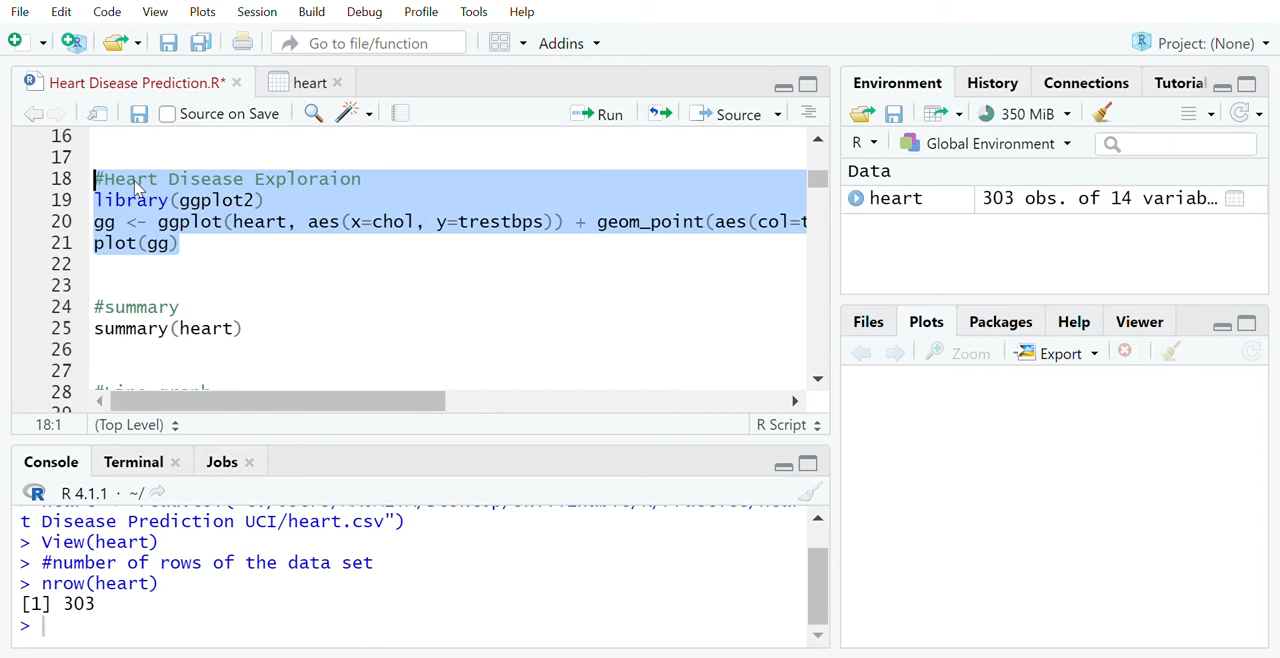 File Edit Code View Plots Session Build Debug Profile Tools Help
Go to file/function Addins Project: (None)
Heart Disease Prediction.R* heart
Source on Save Run Source
16
17
18 #Heart Disease Exploraion
19 library(ggplot2)
20 gg <- ggplot(heart, aes(x=chol, y=trestbps)) + geom_point(aes(col=t
21 plot(gg)
22
23
24 #summary
25 summary(heart)
26
27
28
18:1 (Top Level) R Script
Console Terminal Jobs
R 4.1.1 · ~/
t Disease Prediction UCI/heart.csv")
> View(heart)
> #number of rows of the data set
> nrow(heart)
[1] 303
>
Environment History Connections Tutorial
350 MiB
R Global Environment
Data
heart 303 obs. of 14 variab...
Files Plots Packages Help Viewer
Zoom Export